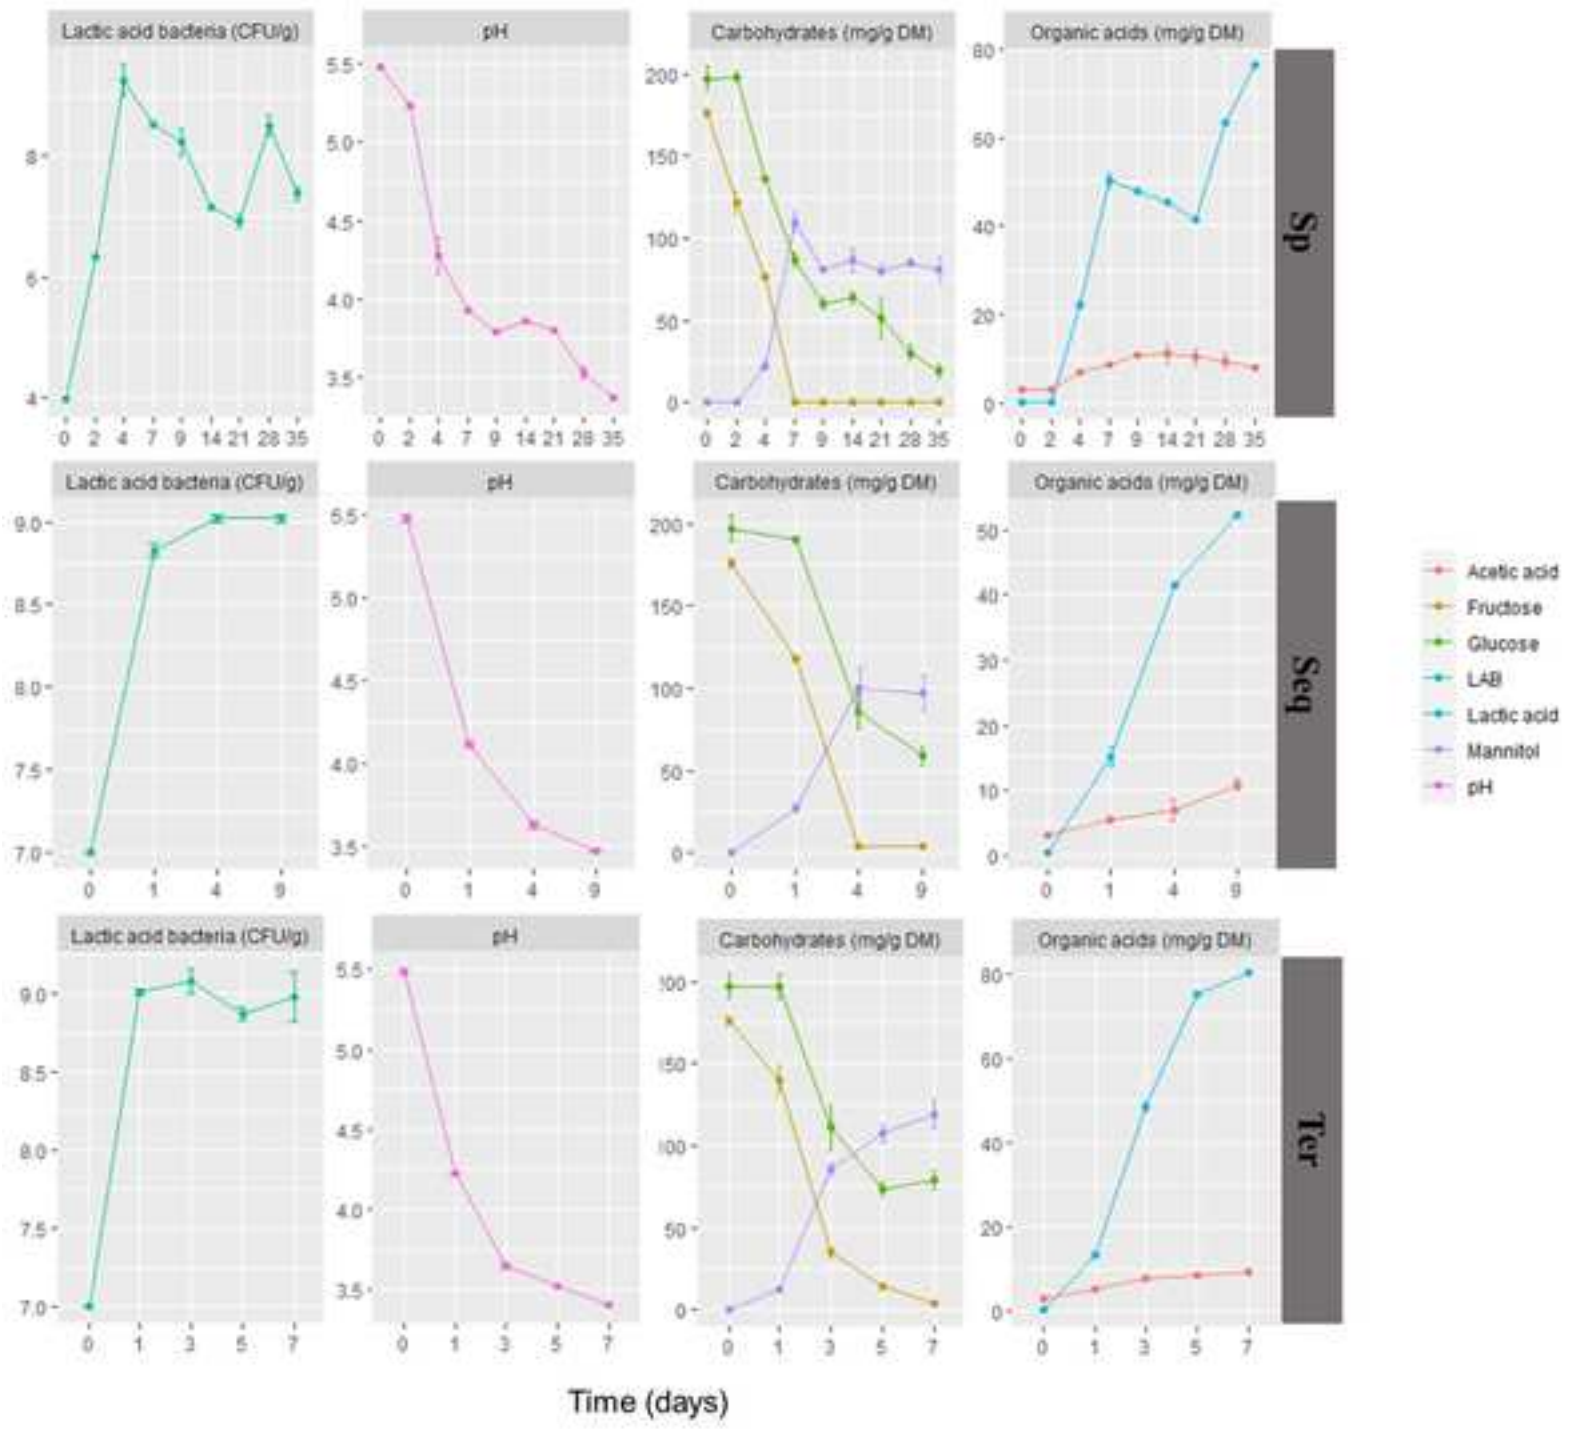 Lactic acid bacteria (CFU/g) pH Carbohydrates (mg/g DM) Organic acids (mg/g DM)
8 6 4
5.5 5.0 4.5 4.0 3.5
200 150 100 50 0
80 60 40 20 0
Sp
0 2 4 7 9 14 21 28 35
0 2 4 7 9 14 21 28 35
0 2 4 7 9 14 21 28 35
0 2 4 7 9 14 21 28 35
Lactic acid bacteria (CFU/g) pH Carbohydrates (mg/g DM) Organic acids (mg/g DM)
9.0 8.5 8.0 7.5 7.0
5.5 5.0 4.5 4.0 3.5
200 150 100 50 0
50 40 30 20 10 0
Seq
0 1 4 9
0 1 4 9
0 1 4 9
0 1 4 9
Acetic acid
Fructose
Glucose
LAB
Lactic acid
Mannitol
pH
Lactic acid bacteria (CFU/g) pH Carbohydrates (mg/g DM) Organic acids (mg/g DM)
9.0 8.5 8.0 7.5 7.0
5.5 5.0 4.5 4.0 3.5
50 0
80 60 40 20 0
Ter
0 1 3 5 7
0 1 3 5 7
0 1 3 5 7
0 1 3 5 7
Time (days)